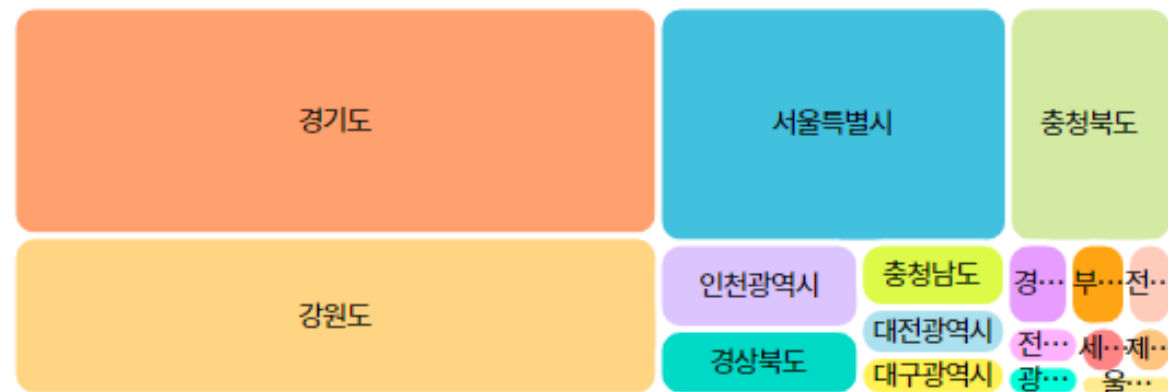 경기도
서울특별시
충청북도
강원도
인천광역시
충청남도
경상북도
대전광역시
대구광역시
경…
부…
전…
전…
세…
제…
광…
울…